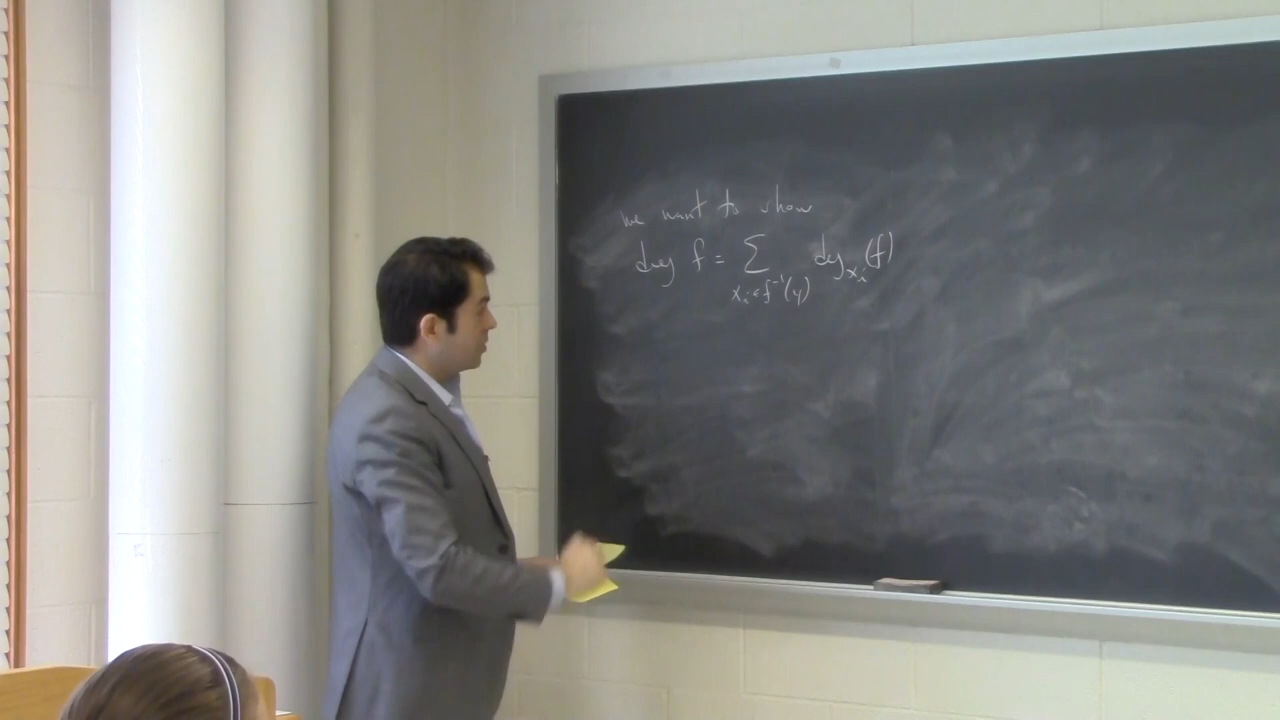 we want to show
deg f = ∑ deg_{x_i}(f)
x_i ∈ f^{-1}(y)